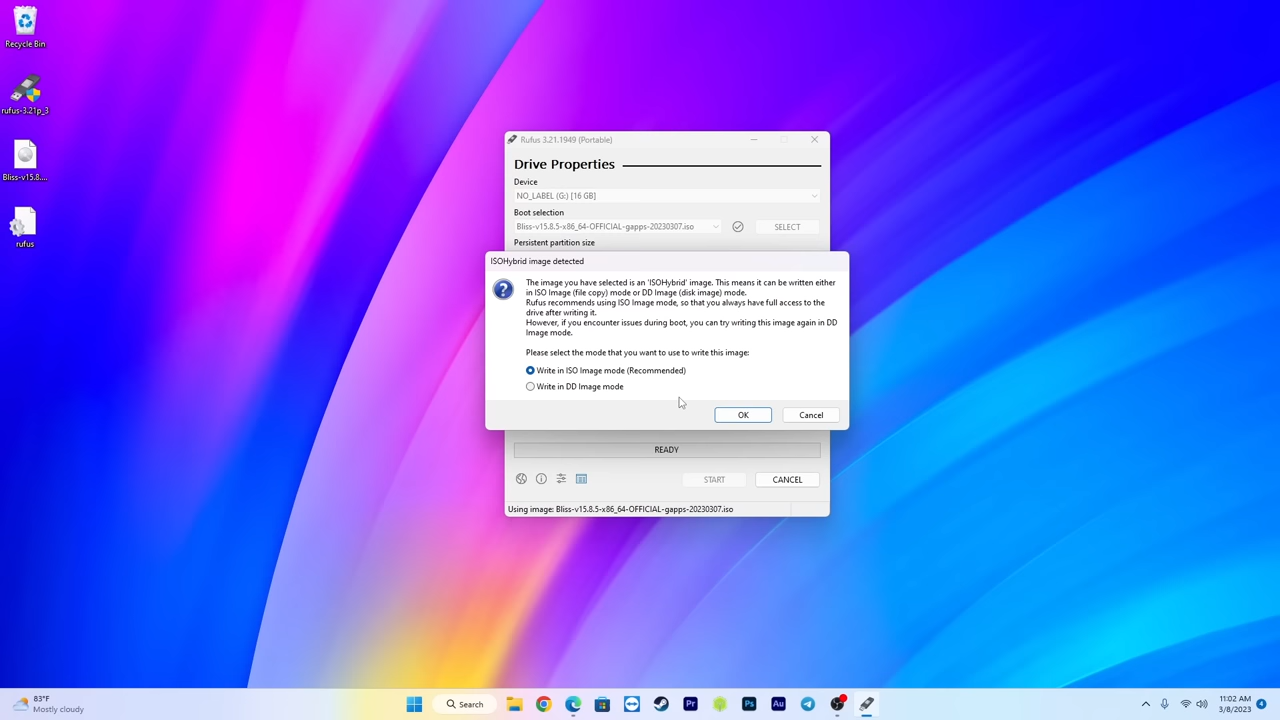 Recycle Bin
rufus-3.21p_3
Bliss-v15.8....
rufus
Rufus 3.21.1949 (Portable)
Drive Properties
Device
NO_LABEL (G:) [16 GB]
Boot selection
Bliss-v15.8.5-x86_64-OFFICIAL-gapps-20230307.iso
SELECT
Persistent partition size
ISOHybrid image detected
The image you have selected is an 'ISOHybrid' image. This means it can be written either
in ISO Image (file copy) mode or DD Image (disk image) mode.
Rufus recommends using ISO Image mode, so that you always have full access to the
drive after writing it.
However, if you encounter issues during boot, you can try writing this image again in DD
Image mode.
Please select the mode that you want to use to write this image:
Write in ISO Image mode (Recommended)
Write in DD Image mode
OK
Cancel
READY
START
CANCEL
Using image: Bliss-v15.8.5-x86_64-OFFICIAL-gapps-20230307.iso
83°F
Mostly cloudy
Search
Pr
Ps
Au
11:02 AM
3/8/2023
4